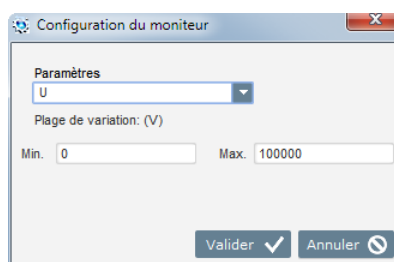 Configuration du moniteur
Paramètres
U
Plage de variation: (V)
Min. 0 Max. 100000
Valider Annuler